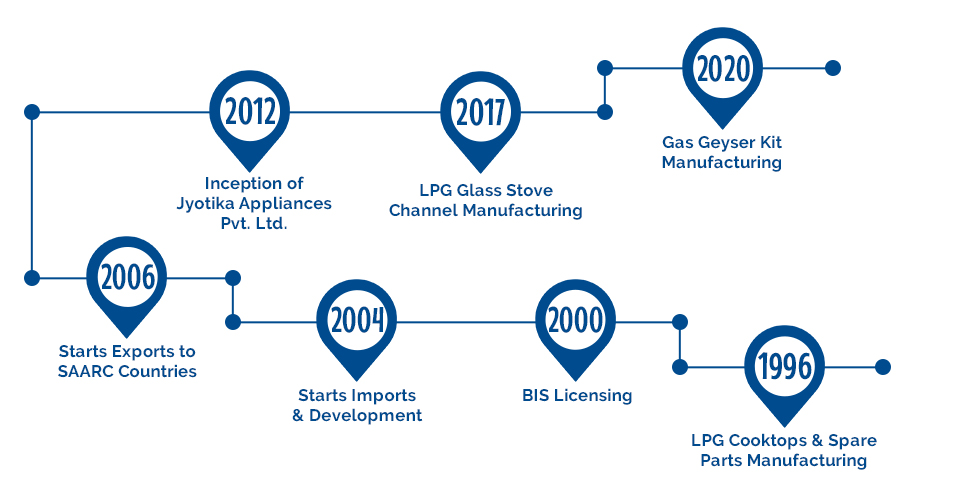 2020
Gas Geyser Kit
Manufacturing
2012
Inception of
Jyotika Appliances
Pvt. Ltd.
2017
LPG Glass Stove
Channel Manufacturing
2006
Starts Exports to
SAARC Countries
2004
Starts Imports
& Development
2000
BIS Licensing
1996
LPG Cooktops & Spare
Parts Manufacturing